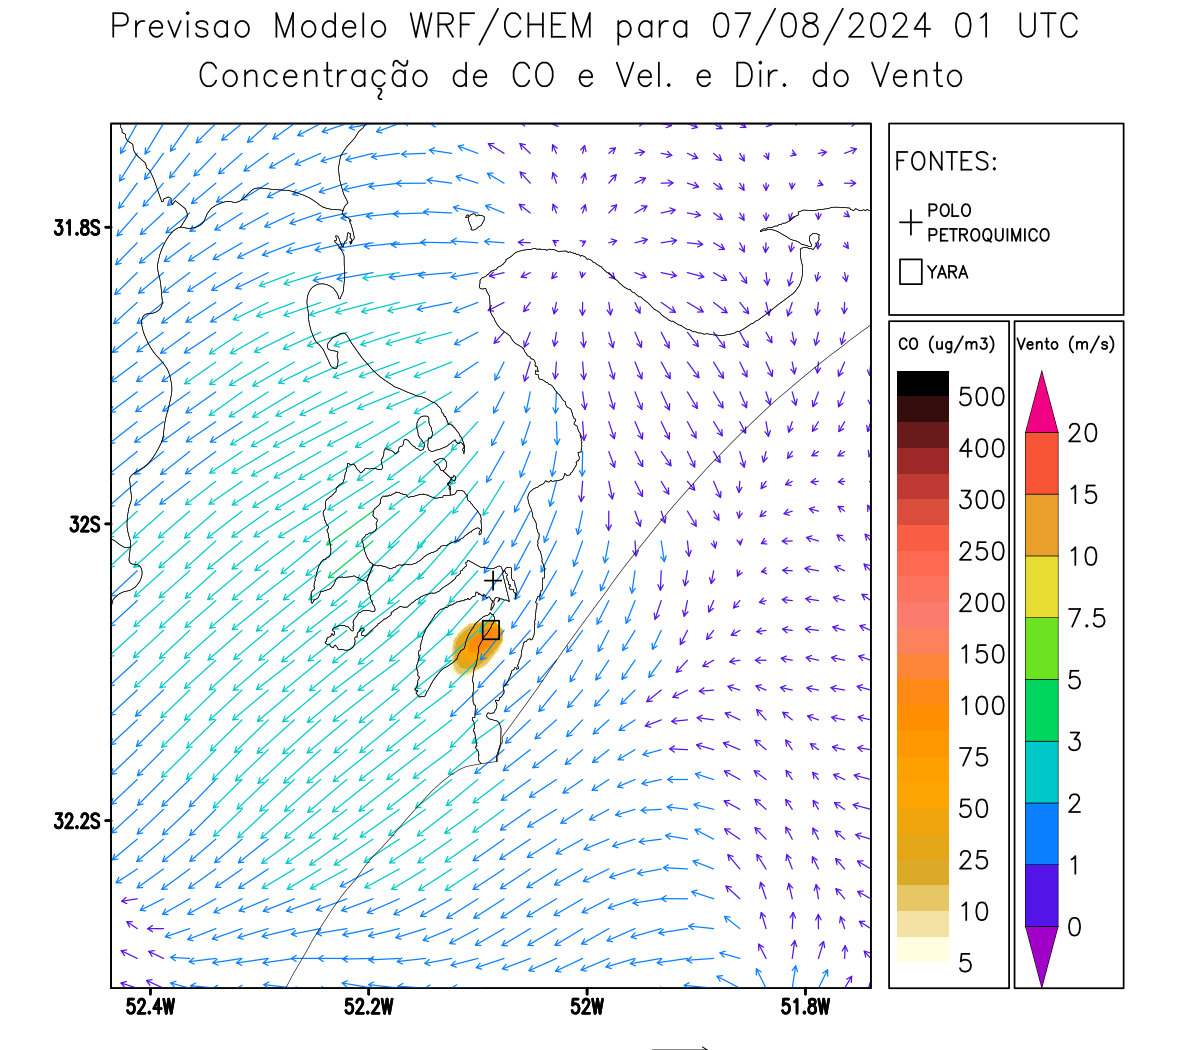 Previsao Modelo WRF/CHEM para 07/08/2024 01 UTC
Concentração de CO e Vel. e Dir. do Vento
FONTES:
POLO
PETROQUIMICO
YARA
CO (ug/m3)
500
400
300
250
200
150
100
75
50
25
10
5
Vento (m/s)
20
15
10
7.5
5
3
2
1
0
31.8S
32S
32.2S
52.4W
52.2W
52W
51.8W